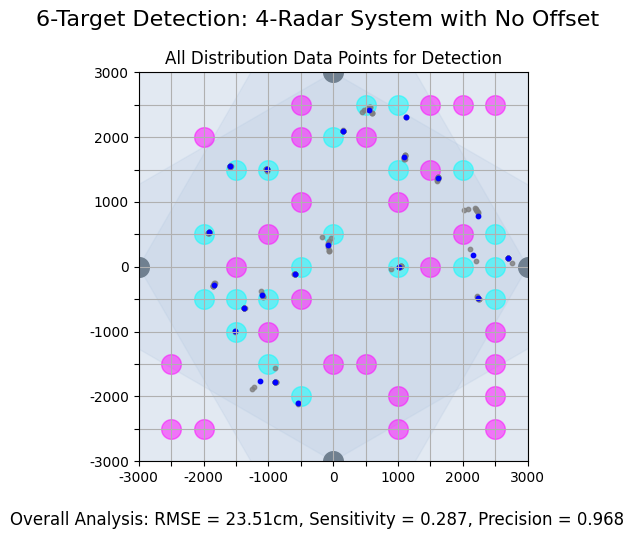 6-Target Detection: 4-Radar System with No Offset
All Distribution Data Points for Detection
3000
2000
1000
0
-1000
-2000
-3000
-3000 -2000 -1000 0 1000 2000 3000
Overall Analysis: RMSE = 23.51cm, Sensitivity = 0.287, Precision = 0.968